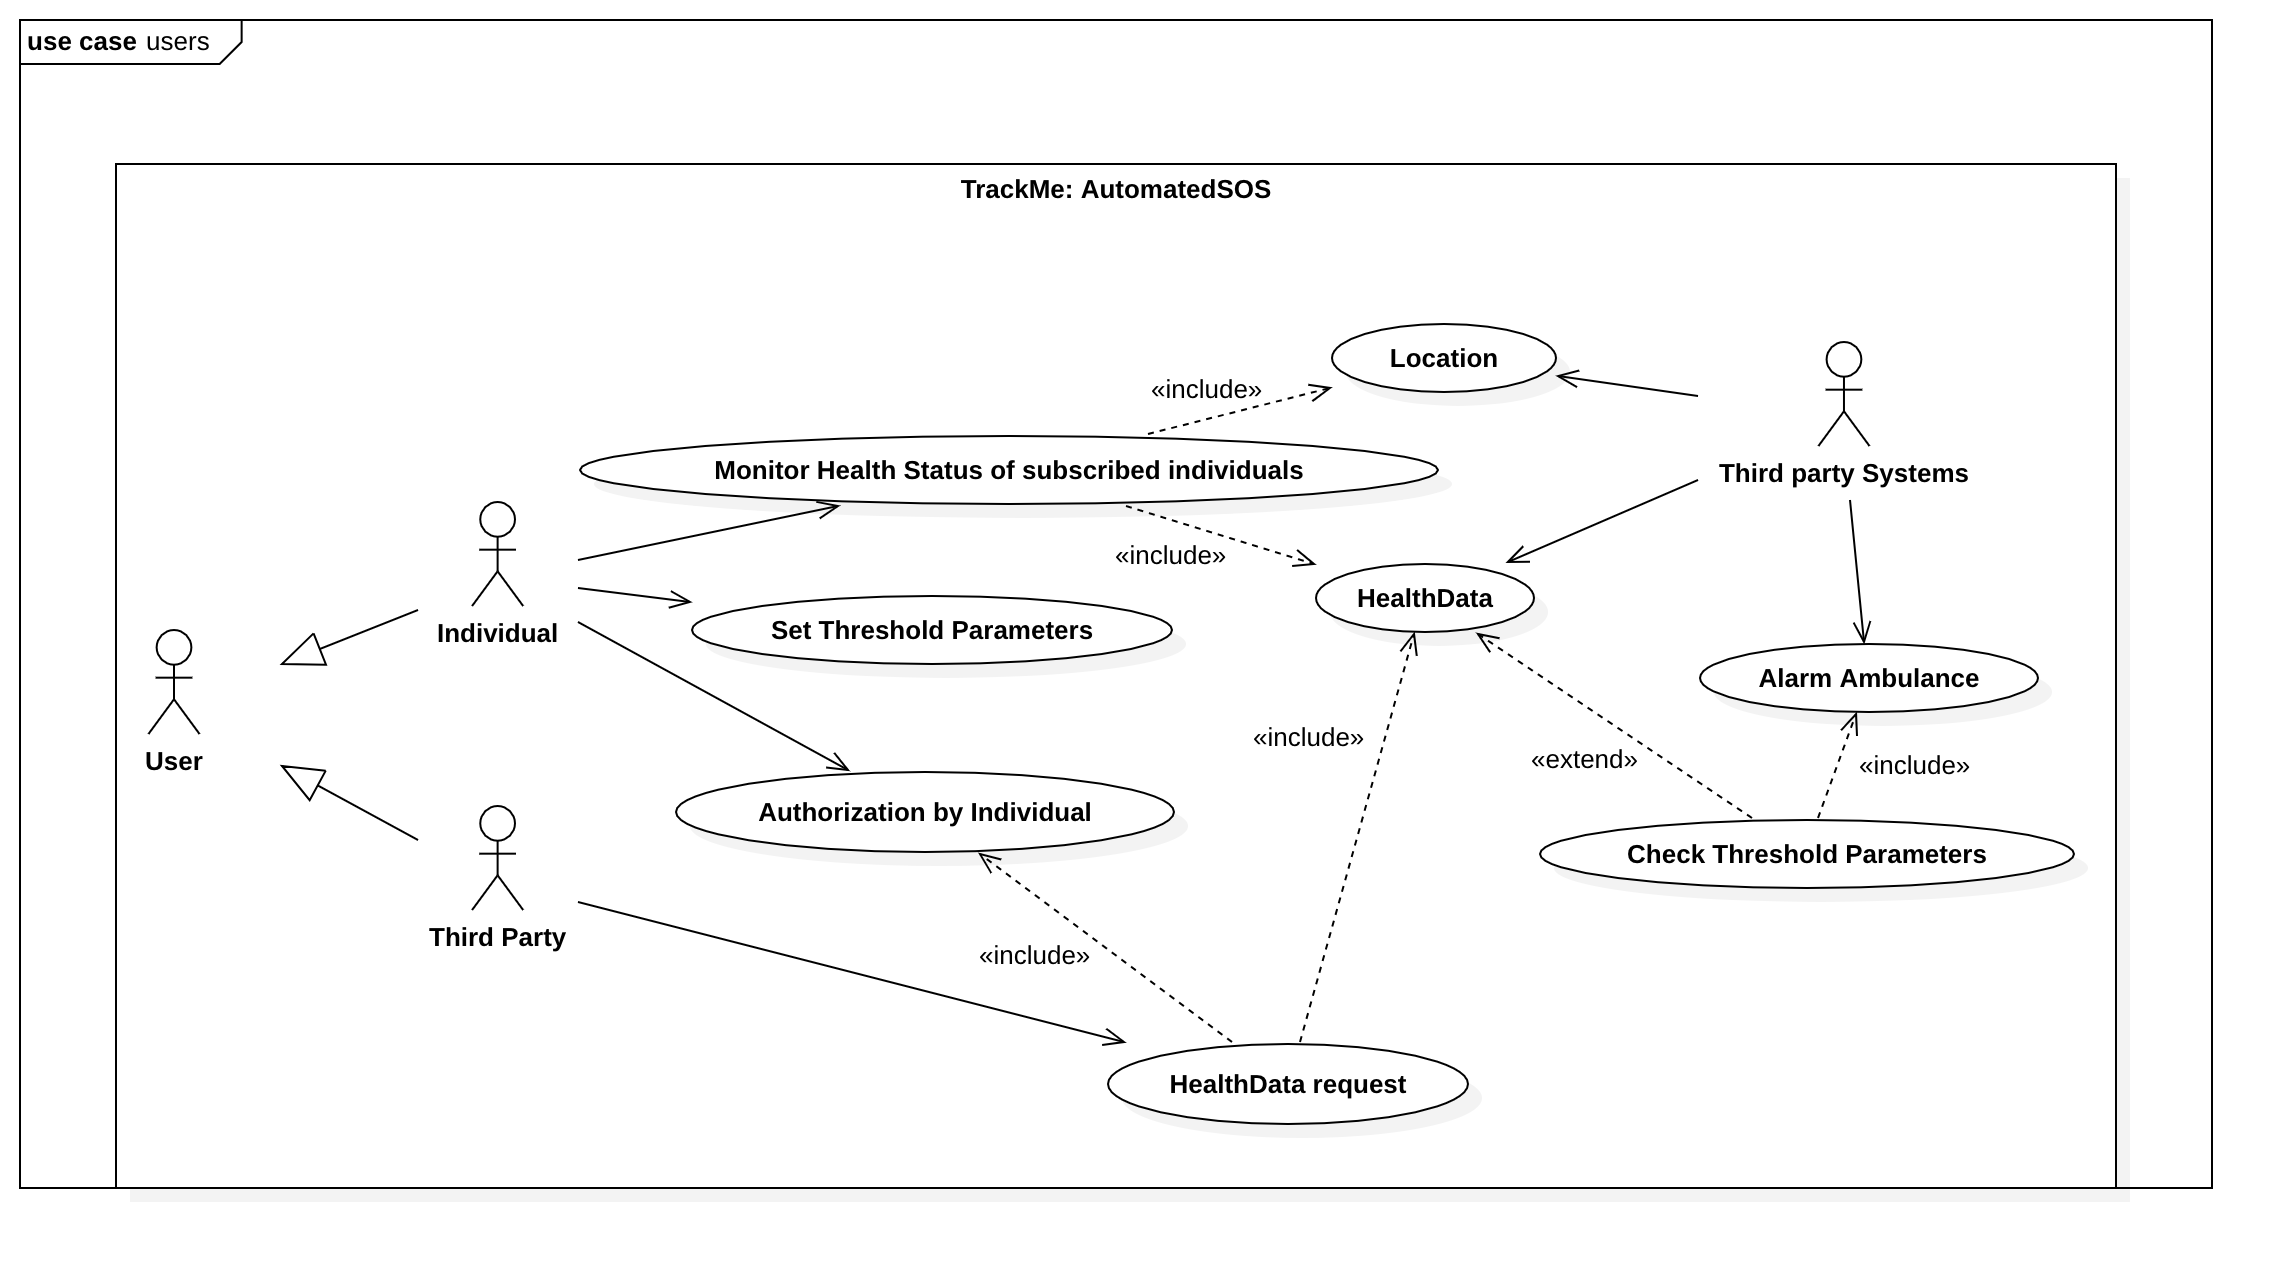 use case users
TrackMe: AutomatedSOS
Location
«include»
Monitor Health Status of subscribed individuals
Third party Systems
«include»
HealthData
Individual
Set Threshold Parameters
Alarm Ambulance
«include»
«extend»
«include»
User
Authorization by Individual
Check Threshold Parameters
Third Party
«include»
HealthData request